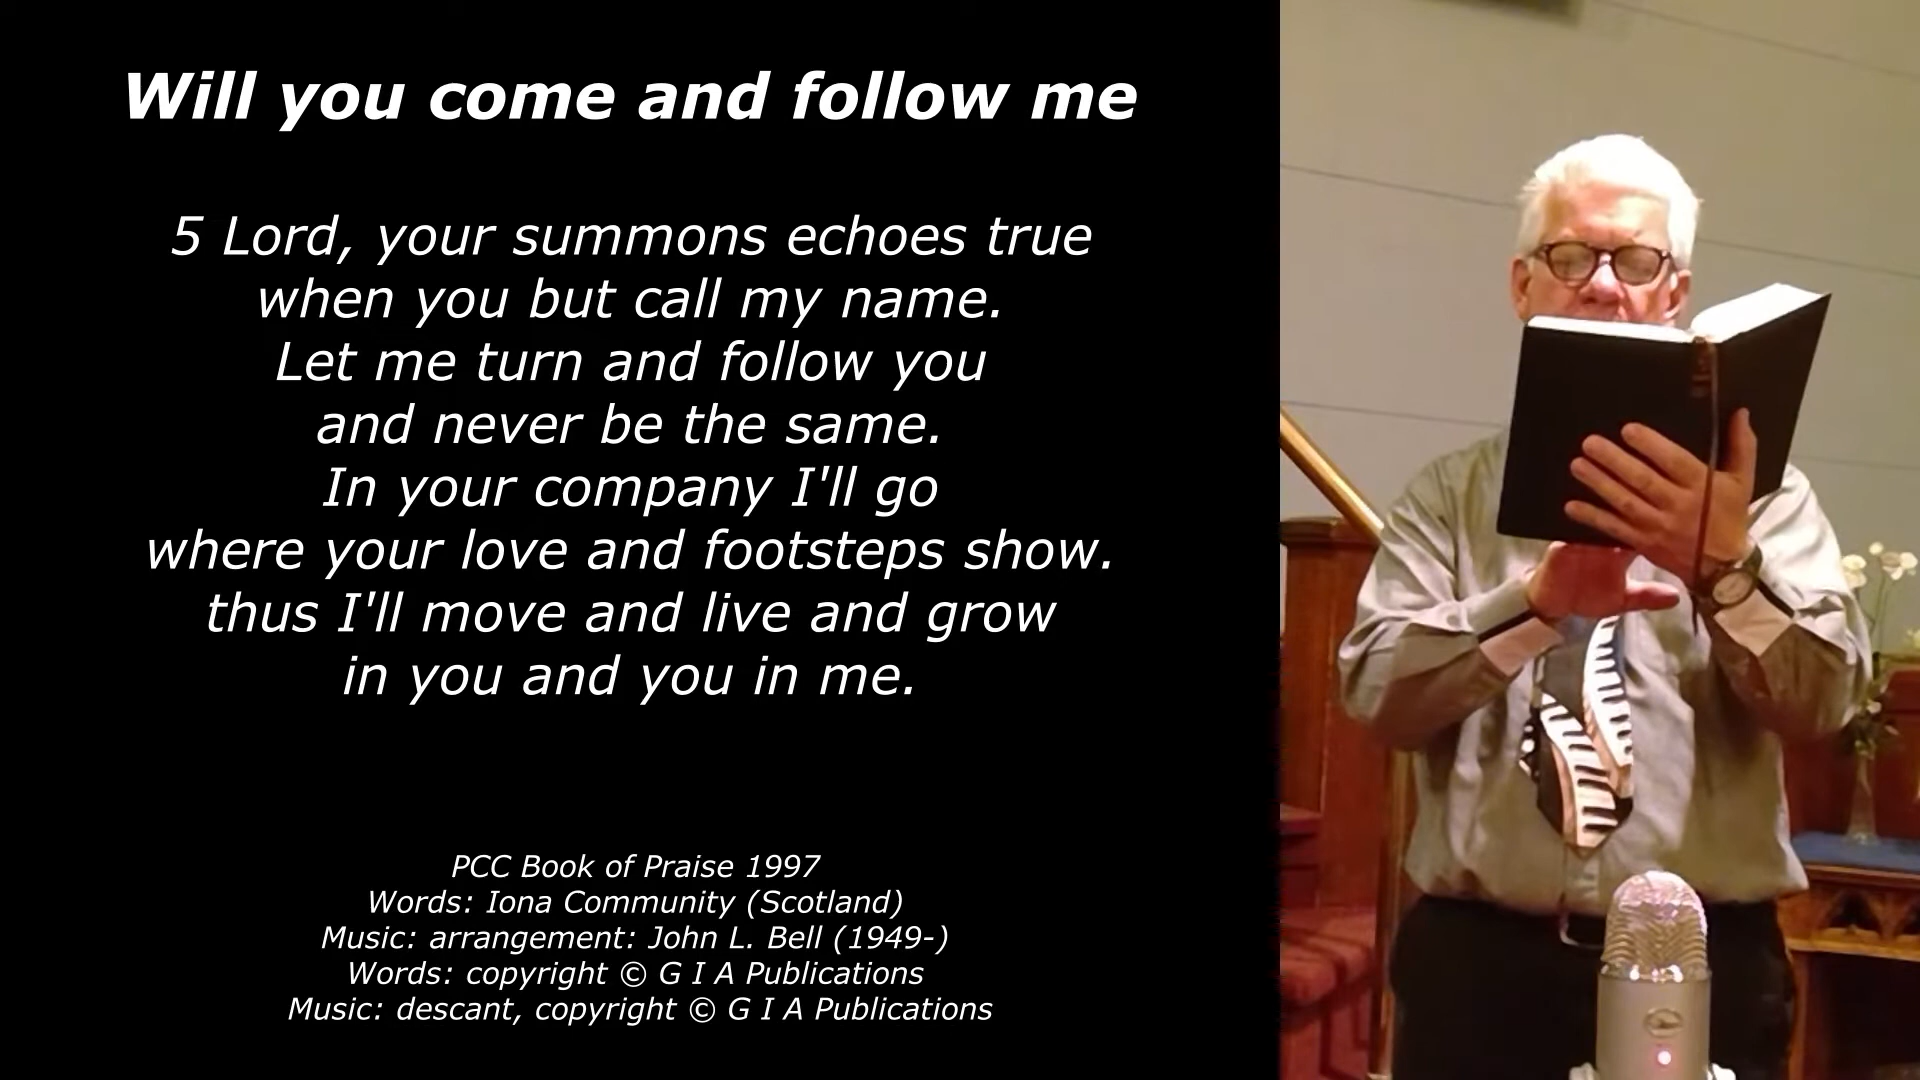 Will you come and follow me
5 Lord, your summons echoes true
when you but call my name.
Let me turn and follow you
and never be the same.
In your company I'll go
where your love and footsteps show.
thus I'll move and live and grow
in you and you in me.
PCC Book of Praise 1997
Words: Iona Community (Scotland)
Music: arrangement: John L. Bell (1949-)
Words: copyright © G I A Publications
Music: descant, copyright © G I A Publications